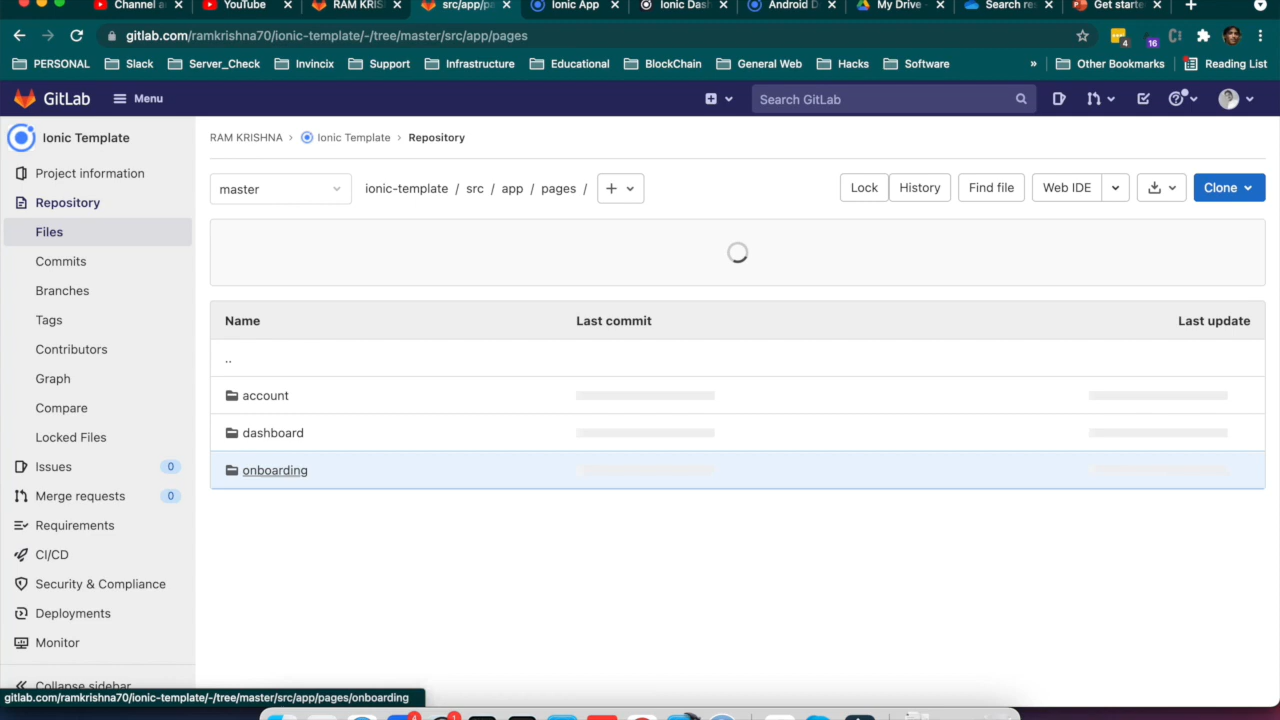 Channel a
YouTube
RAM KRIS
src/app/pa
Ionic App
Ionic Das
Android D
My Drive -
Search re
Get starte
gitlab.com/ramkrishna70/ionic-template/-/tree/master/src/app/pages
4
16
PERSONAL
Slack
Server_Check
Invincix
Support
Infrastructure
Educational
BlockChain
General Web
Hacks
Software
»
Other Bookmarks
Reading List
GitLab
Menu
Search GitLab
Ionic Template
RAM KRISHNA > Ionic Template > Repository
Project information
Repository
Files
Commits
Branches
Tags
Contributors
Graph
Compare
Locked Files
Issues 0
Merge requests 0
Requirements
CI/CD
Security & Compliance
Deployments
Monitor
Collapse sidebar
master
ionic-template / src / app / pages /
Lock
History
Find file
Web IDE
Clone
Name Last commit Last update
..
account
dashboard
onboarding
gitlab.com/ramkrishna70/ionic-template/-/tree/master/src/app/pages/onboarding
4
1